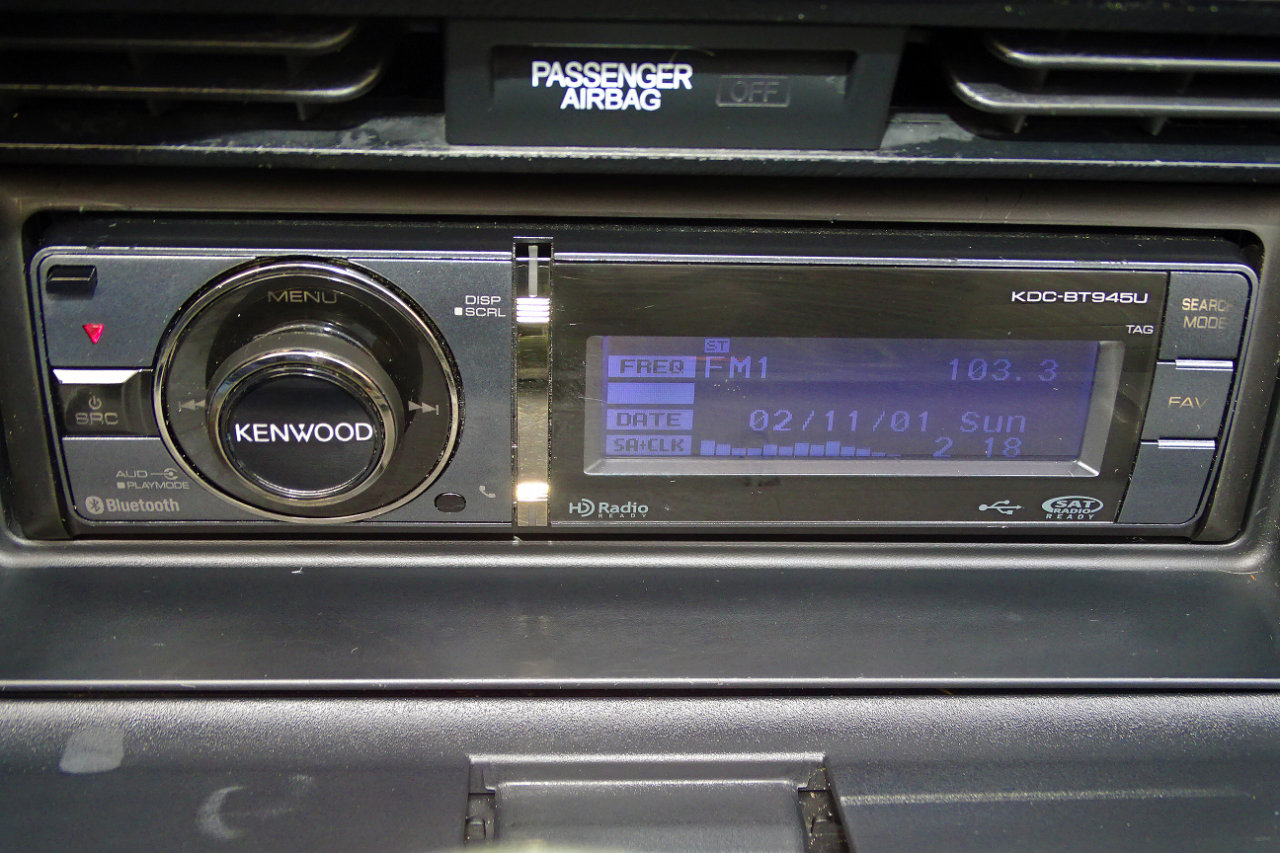 PASSENGER
AIRBAG
OFF
MENU
DISP
SCRL
KDC-BT945U
TAG
SEARCH
MODE
ST
FREQ FM1 103.3
SRC
KENWOOD
FAV
DATE 02/11/01 Sun
SA+CLK 2 18
AUD
PLAYMODE
Bluetooth
HD Radio
READY
SAT
RADIO
READY